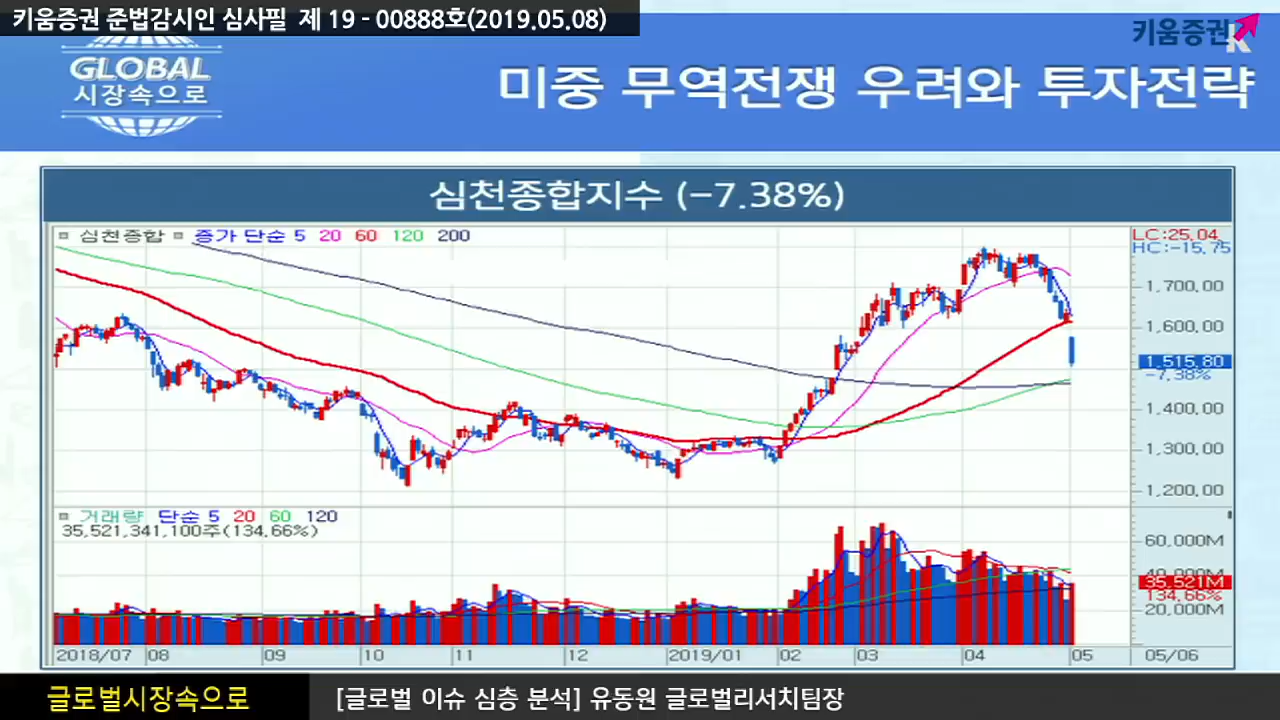 키움증권 준법감시인 심사필 제 19 - 00888호(2019.05.08)
키움증권
GLOBAL
시장속으로
미중 무역전쟁 우려와 투자전략
심천종합지수 (-7.38%)
심천종합 종가 단순 5 20 60 120 200
LC:25.04
HC:-15.75
1,700.00
1,600.00
1,515.80
-7.38%
1,400.00
1,300.00
1,200.00
거래량 단순 5 20 60 120
35,521,341,100주(134.66%)
60,000M
40,000M
35,521M
134.66%
20,000M
2018/07 08 09 10 11 12 2019/01 02 03 04 05 05/06
글로벌시장속으로 [글로벌 이슈 심층 분석] 유동원 글로벌리서치팀장